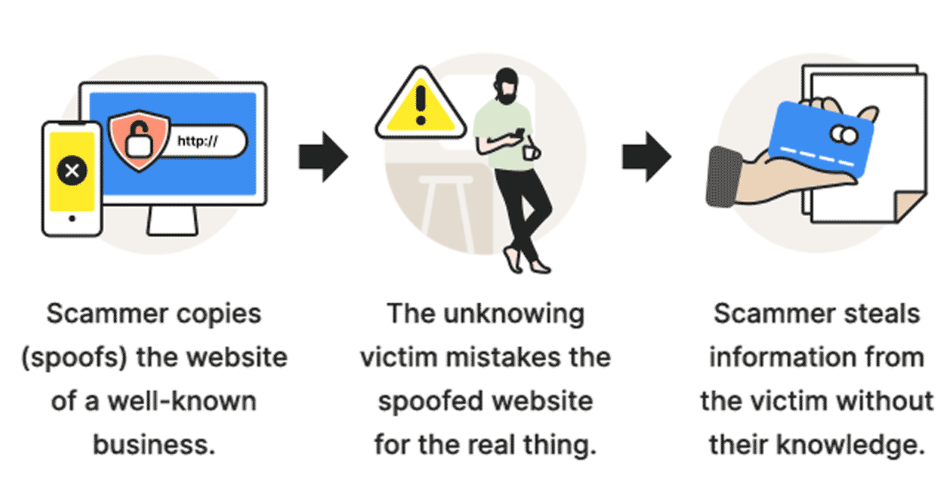 http://
Scammer copies
(spoofs) the website
of a well-known
business.
The unknowing
victim mistakes the
spoofed website
for the real thing.
Scammer steals
information from
the victim without
their knowledge.